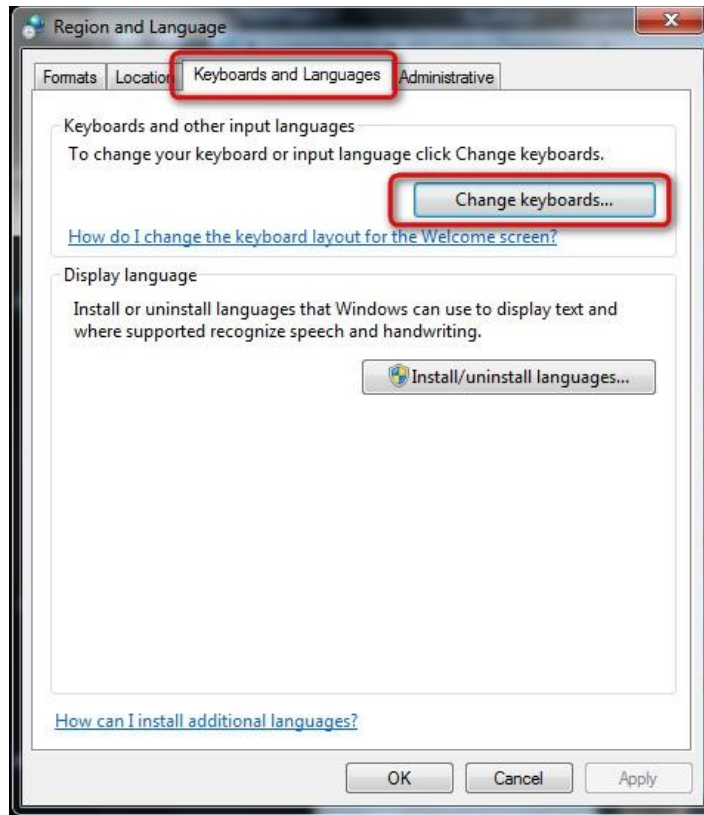 Region and Language
Formats Location Keyboards and Languages Administrative
Keyboards and other input languages
To change your keyboard or input language click Change keyboards.
Change keyboards...
How do I change the keyboard layout for the Welcome screen?
Display language
Install or uninstall languages that Windows can use to display text and
where supported recognize speech and handwriting.
Install/uninstall languages...
How can I install additional languages?
OK Cancel Apply